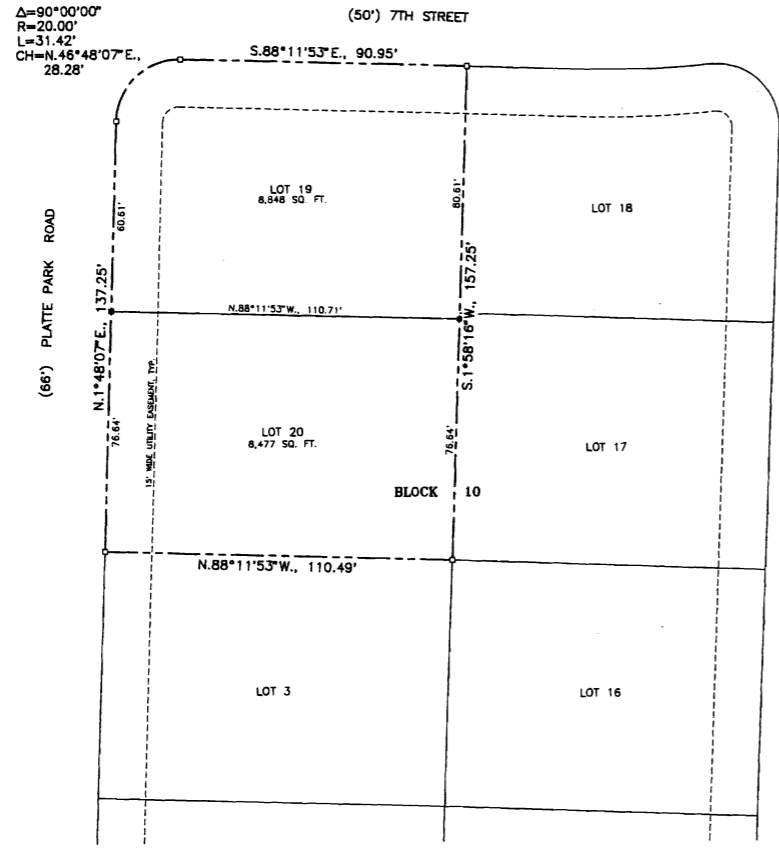 Δ=90°00'00"
R=20.00'
L=31.42'
CH=N.46°48'07"E.,
28.28'
(50') 7TH STREET
S.88°11'53"E., 90.95'
LOT 19
8,848 SQ. FT.
60.61'
80.61'
LOT 18
(66') PLATTE PARK ROAD
N.1°48'07"E., 137.25'
S.1°58'16"W., 157.25'
N.88°11'53"W., 110.71'
15' WIDE UTILITY EASEMENT, TYP.
76.64'
LOT 20
8,477 SQ. FT.
76.64'
LOT 17
BLOCK 10
N.88°11'53"W., 110.49'
LOT 3
LOT 16